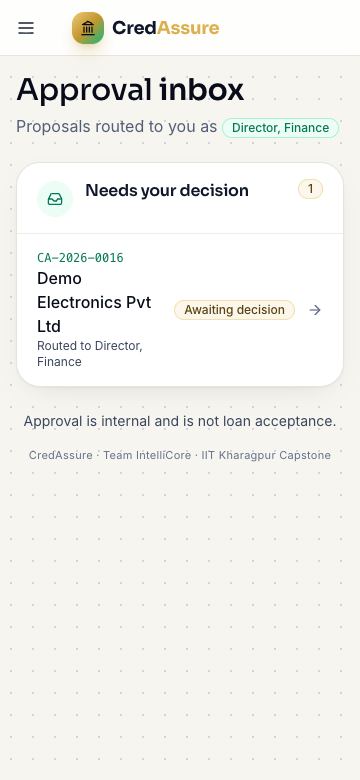 CredAssure
Approval inbox
Proposals routed to you as Director, Finance
Needs your decision
1
CA-2026-0016
Demo
Electronics Pvt
Ltd
Routed to Director,
Finance
Awaiting decision
Approval is internal and is not loan acceptance.
CredAssure · Team IntelliCore · IIT Kharagpur Capstone